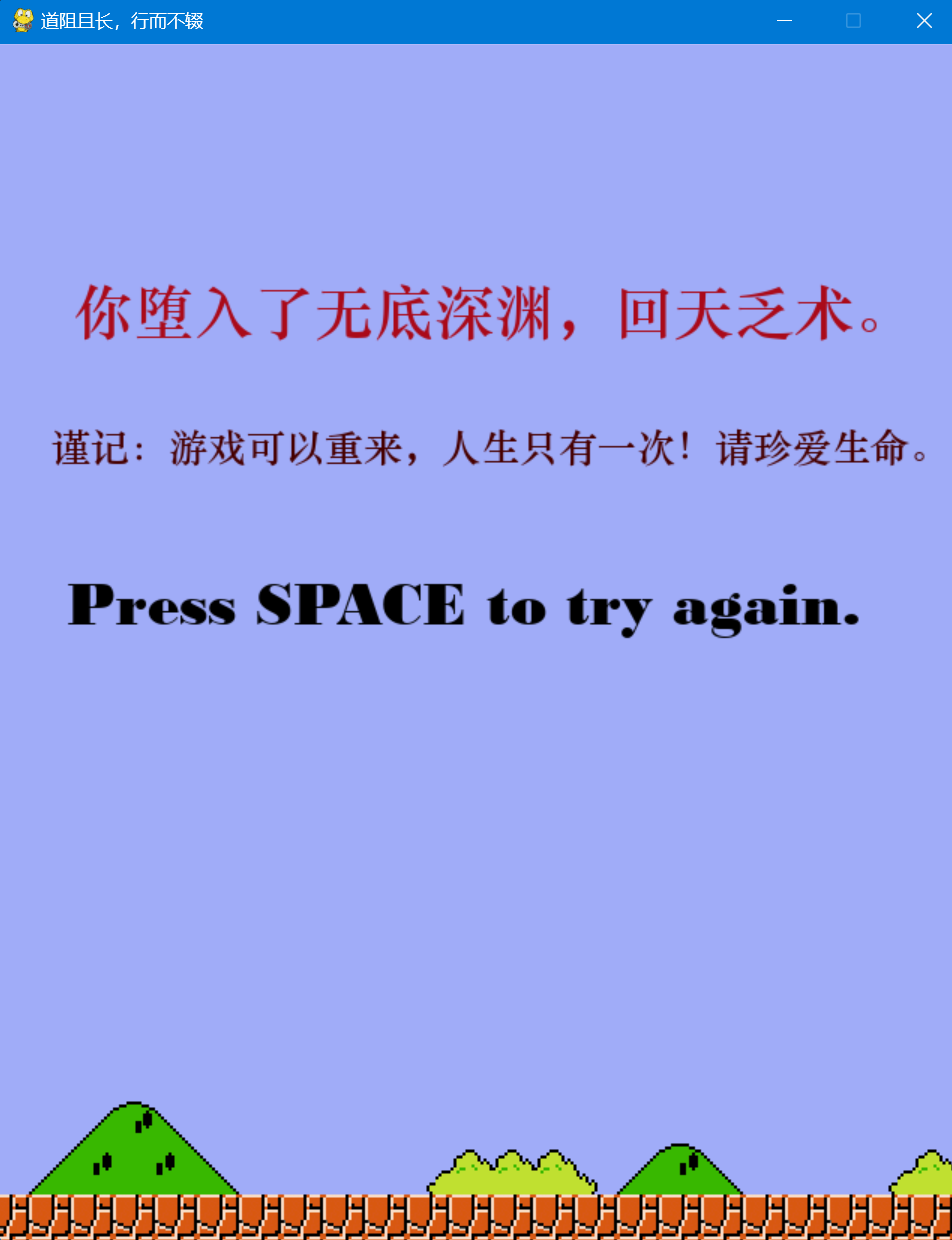 道阻且长，行而不辍
你堕入了无底深渊，回天乏术。
谨记：游戏可以重来，人生只有一次！请珍爱生命。
Press SPACE to try again.